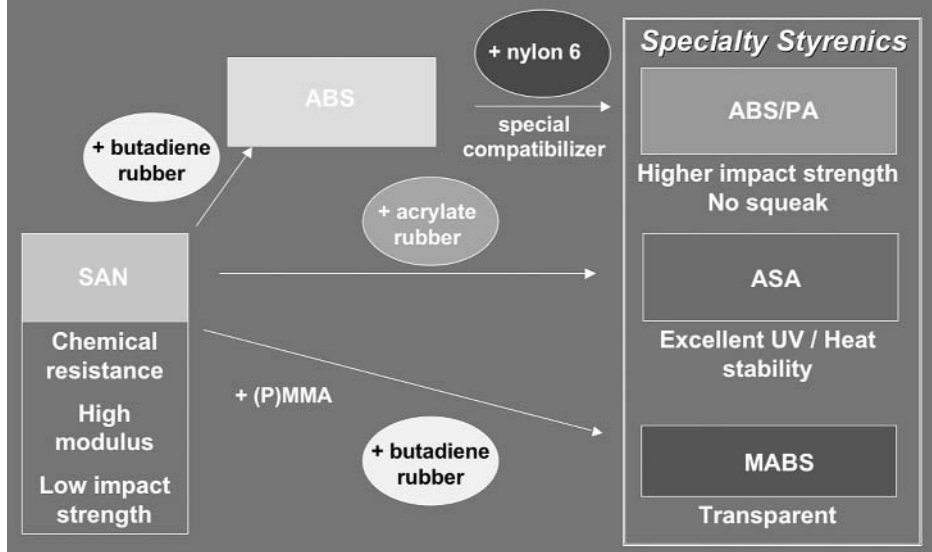 Specialty Styrenics
+ nylon 6
ABS
ABS/PA
special
compatibilizer
+ butadiene
rubber
Higher impact strength
No squeak
+ acrylate
rubber
SAN
ASA
Chemical
resistance
Excellent UV / Heat
stability
+ (P)MMA
High
modulus
+ butadiene
rubber
MABS
Low impact
strength
Transparent